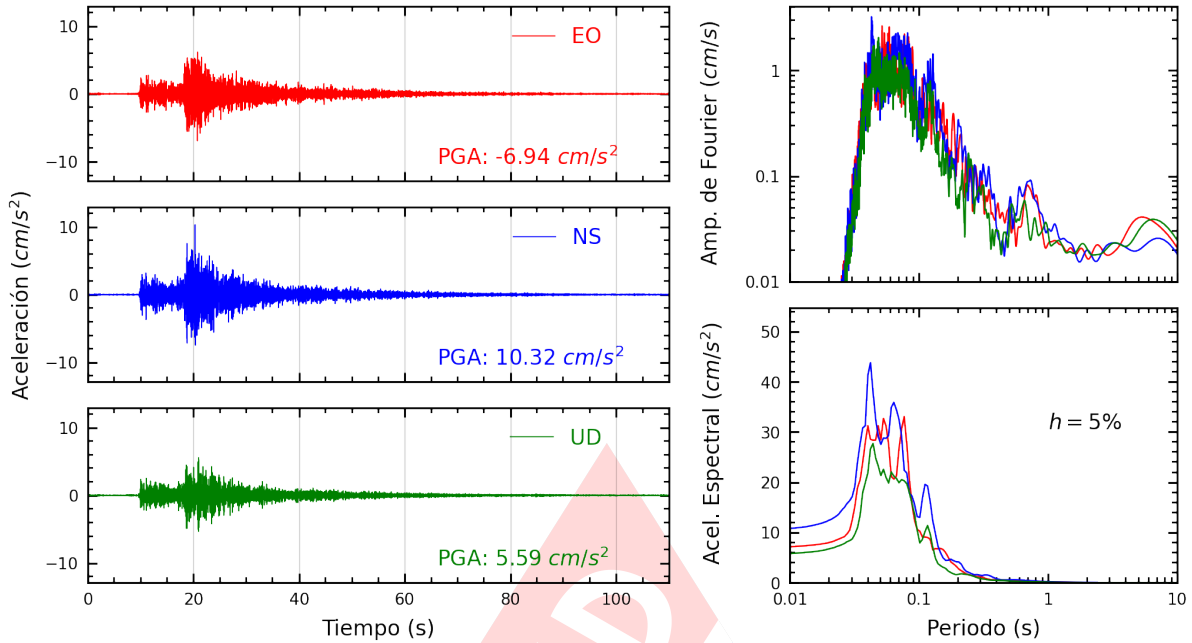 10
0
−10
EO
PGA: -6.94 cm/s²
10
0
−10
NS
PGA: 10.32 cm/s²
10
0
−10
UD
PGA: 5.59 cm/s²
0
20
40
60
80
100
Tiempo (s)
Aceleración (cm/s²)
1
0.1
0.01
Amp. de Fourier (cm/s)
50
40
30
20
10
0
Acel. Espectral (cm/s²)
h = 5%
0.01
0.1
1
10
Periodo (s)